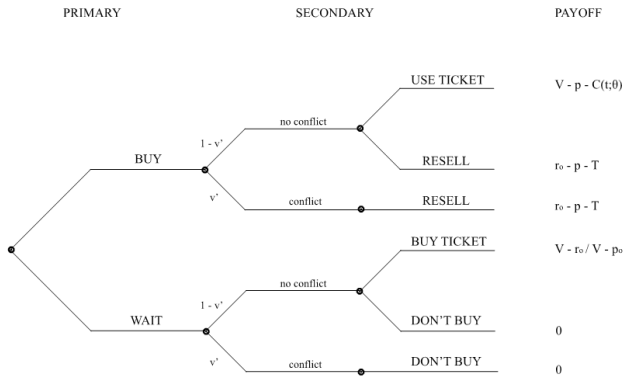 PRIMARY SECONDARY PAYOFF
USE TICKET V - p - C(t;θ)
no conflict
1 - v'
BUY RESELL r₀ - p - T
v' conflict RESELL r₀ - p - T
BUY TICKET V - r₀ / V - p₀
no conflict
1 - v'
WAIT DON'T BUY 0
v' conflict DON'T BUY 0